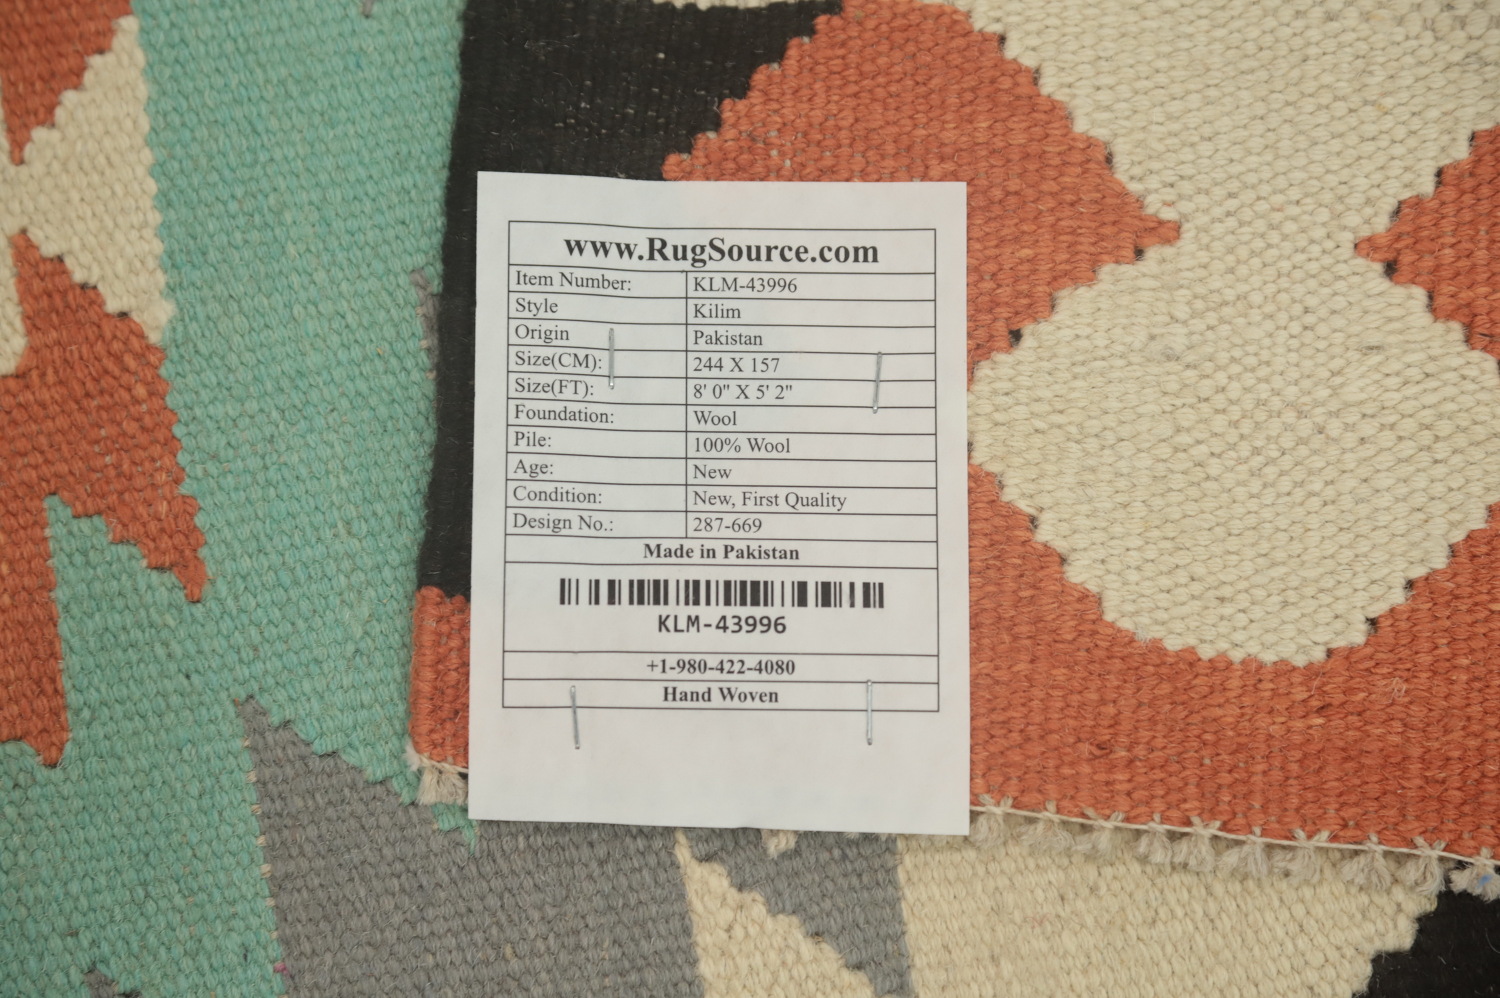 www.RugSource.com
Item Number: KLM-43996
Style Kilim
Origin Pakistan
Size(CM): 244 X 157
Size(FT): 8' 0" X 5' 2"
Foundation: Wool
Pile: 100% Wool
Age: New
Condition: New, First Quality
Design No.: 287-669
Made in Pakistan
KLM-43996
+1-980-422-4080
Hand Woven